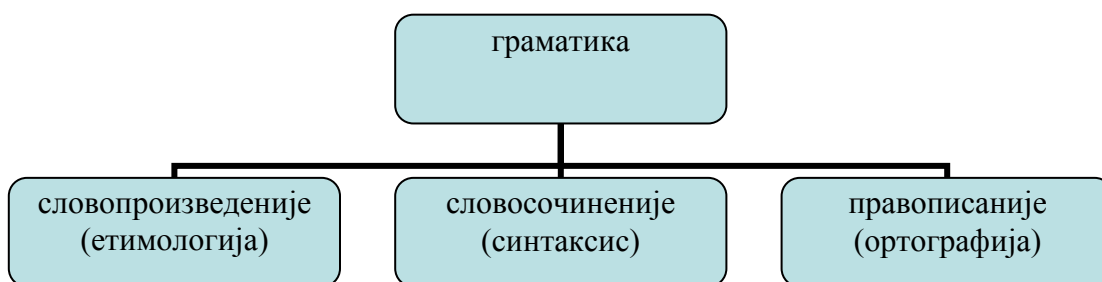 граматика
словопроизведеније
(етимологија)
словосочиненије
(синтаксис)
правописаније
(ортографија)